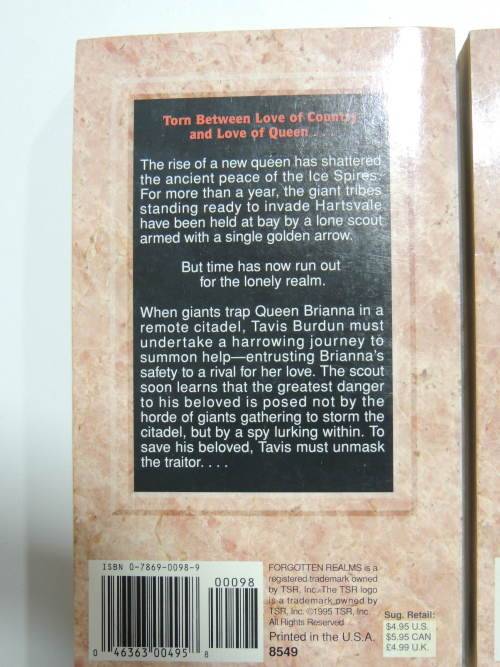 Torn Between Love of Country
and Love of Queen....
The rise of a new queen has shattered
the ancient peace of the Ice Spires.
For more than a year, the giant tribes
standing ready to invade Hartsvale
have been held at bay by a lone scout
armed with a single golden arrow.
But time has now run out
for the lonely realm.
When giants trap Queen Brianna in a
remote citadel, Tavis Burdun must
undertake a harrowing journey to
summon help—entrusting Brianna's
safety to a rival for her love. The scout
soon learns that the greatest danger
to his beloved is posed not by the
horde of giants gathering to storm the
citadel, but by a spy lurking within. To
save his beloved, Tavis must unmask
the traitor. . . .
ISBN 0-7869-0098-9
00098
0 46363 00495 8
FORGOTTEN REALMS is a
registered trademark owned
by TSR, Inc. The TSR logo
is a trademark owned by
TSR, Inc. ©1995 TSR, Inc.
All Rights Reserved
Printed in the U.S.A.
8549
Sug. Retail:
$4.95 U.S.
$5.95 CAN
£4.99 U.K.